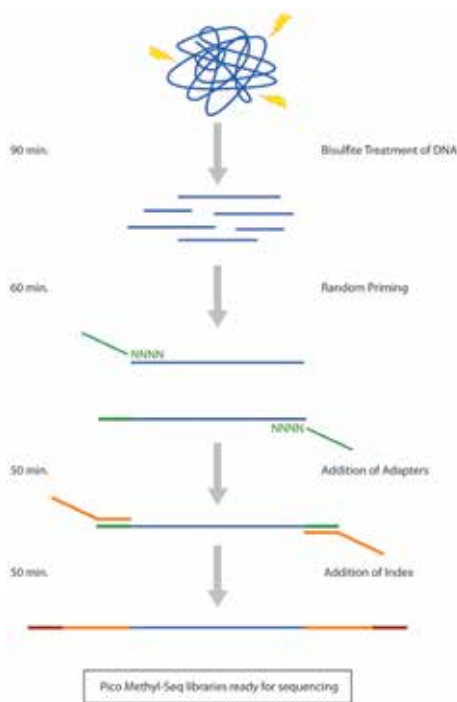 90 min.
Bisulfite Treatment of DNA
60 min.
Random Priming
NNNN
NNNN
50 min.
Addition of Adapters
50 min.
Addition of Index
Pico Methyl-Seq libraries ready for sequencing